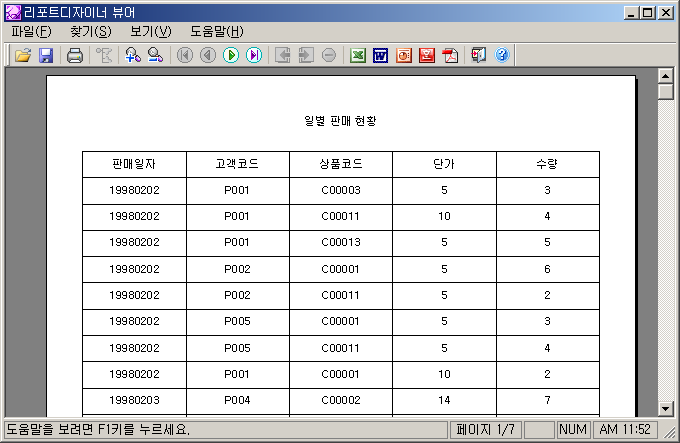 리포트디자이너 뷰어
파일(F) 찾기(S) 보기(V) 도움말(H)
일별 판매 현황
판매일자 고객코드 상품코드 단가 수량
19980202 P001 C00003 5 3
19980202 P001 C00011 10 4
19980202 P001 C00013 5 5
19980202 P002 C00001 5 6
19980202 P002 C00011 5 2
19980202 P005 C00001 5 3
19980202 P005 C00011 5 4
19980202 P001 C00001 10 2
19980203 P004 C00002 14 7
도움말을 보려면 F1키를 누르세요. 페이지 1/7 NUM AM 11:52